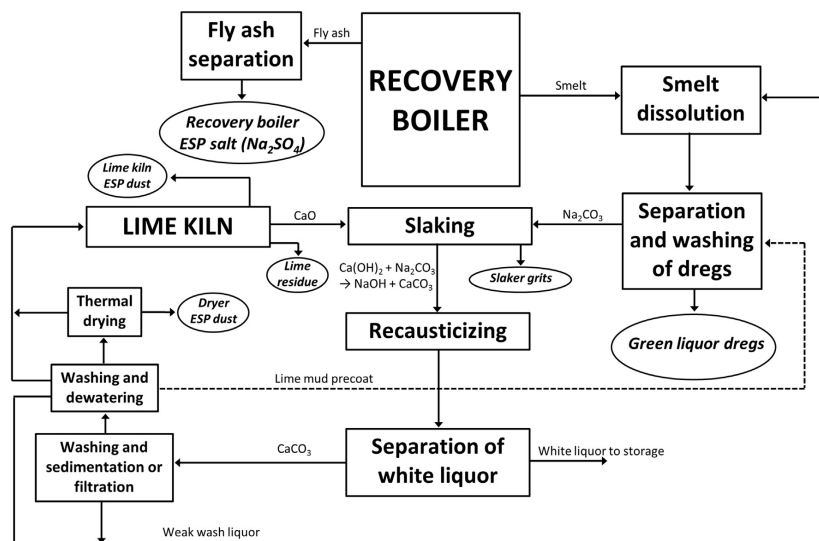 Fly ash
separation
Fly ash
RECOVERY
BOILER
Smelt
Smelt
dissolution
Recovery boiler
ESP salt (Na₂SO₄)
Lime kiln
ESP dust
LIME KILN
CaO
Slaking
Na₂CO₃
Separation
and washing
of dregs
Lime
residue
Ca(OH)₂ + Na₂CO₃
→ NaOH + CaCO₃
Slaker grits
Thermal
drying
Dryer
ESP dust
Recausticizing
Green liquor dregs
Washing and
dewatering
Lime mud precoat
Washing and
sedimentation or
filtration
CaCO₃
Separation of
white liquor
White liquor to storage
Weak wash liquor